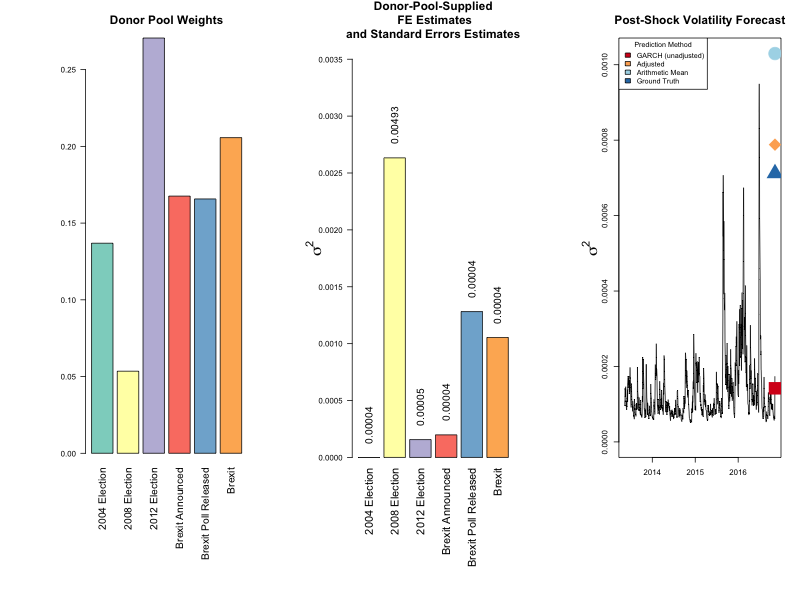 Donor Pool Weights
0.25
0.20
0.15
0.10
0.05
0.00
2004 Election
2008 Election
2012 Election
Brexit Announced
Brexit Poll Released
Brexit
Donor-Pool-Supplied
FE Estimates
and Standard Errors Estimates
σ²
0.0035
0.0030
0.0025
0.0020
0.0015
0.0010
0.0005
0.0000
0.00004
0.00493
0.00005
0.00004
0.00004
0.00004
2004 Election
2008 Election
2012 Election
Brexit Announced
Brexit Poll Released
Brexit
Post-Shock Volatility Forecast
σ²
0.0010
0.0008
0.0006
0.0004
0.0002
0.0000
Prediction Method
GARCH (unadjusted)
Adjusted
Arithmetic Mean
Ground Truth
2014
2015
2016